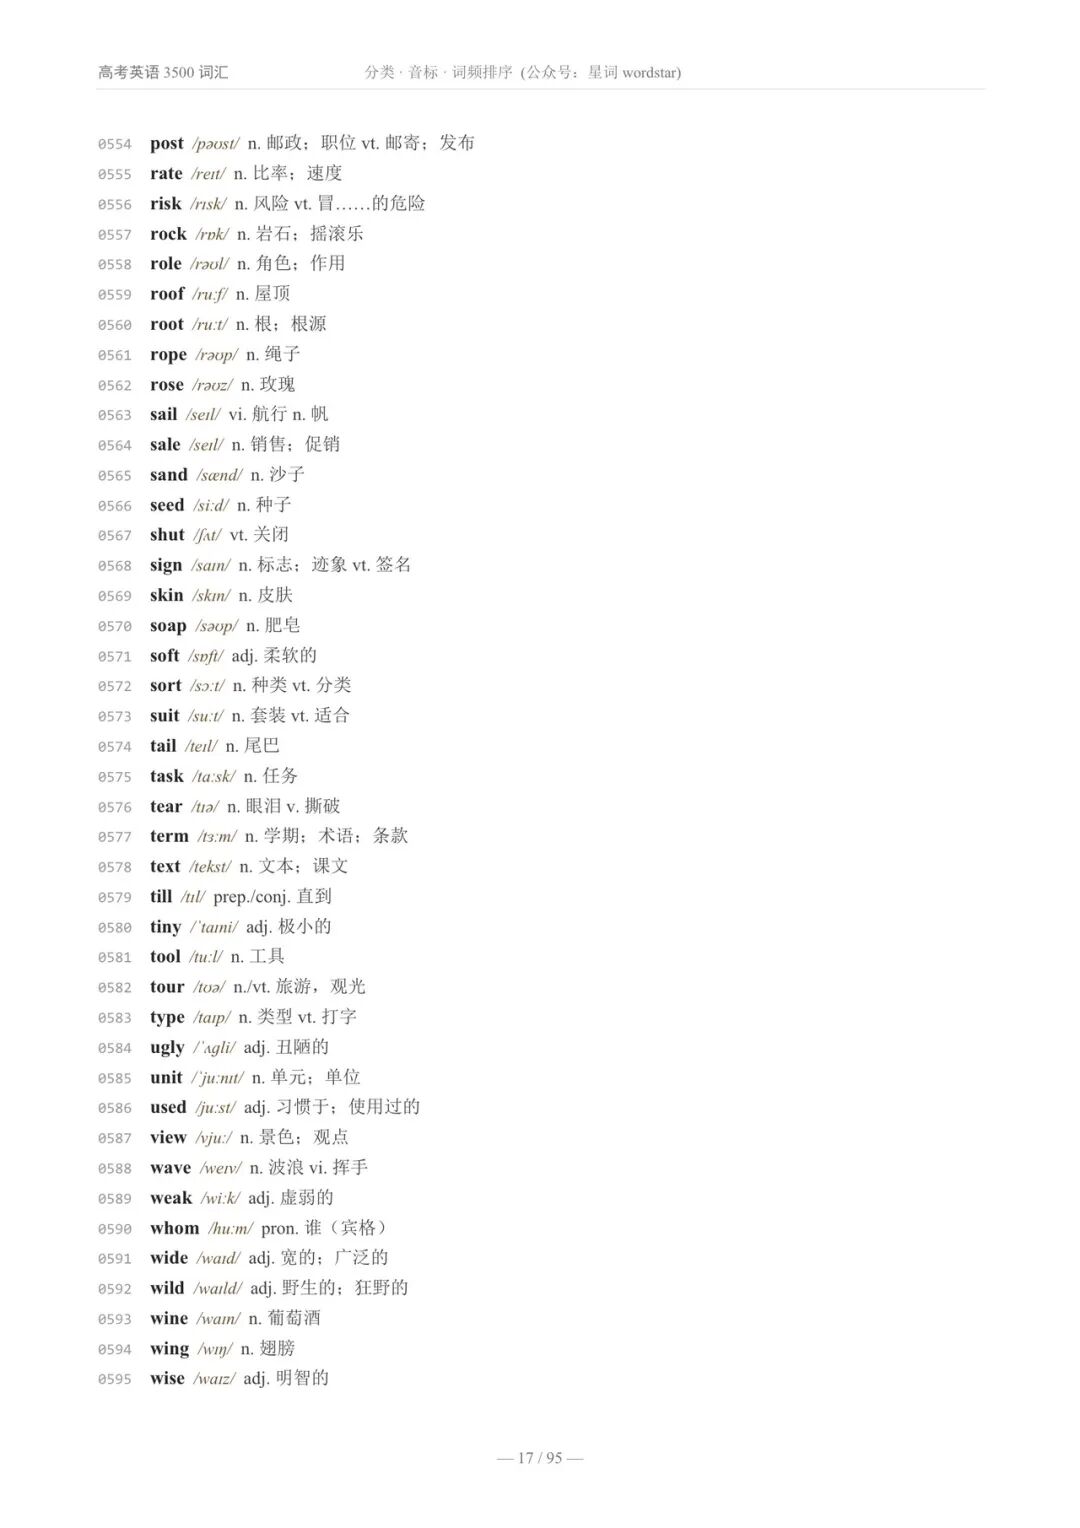 高考英语 3500 词汇 分类 · 音标 · 词频排序 (公众号：星词 wordstar)
0554 post /pəʊst/ n. 邮政；职位 vt. 邮寄；发布
0555 rate /reɪt/ n. 比率；速度
0556 risk /rɪsk/ n. 风险 vt. 冒……的危险
0557 rock /rɒk/ n. 岩石；摇滚乐
0558 role /rəʊl/ n. 角色；作用
0559 roof /ruːf/ n. 屋顶
0560 root /ruːt/ n. 根；根源
0561 rope /rəʊp/ n. 绳子
0562 rose /rəʊz/ n. 玫瑰
0563 sail /seɪl/ vi. 航行 n. 帆
0564 sale /seɪl/ n. 销售；促销
0565 sand /sænd/ n. 沙子
0566 seed /siːd/ n. 种子
0567 shut /ʃʌt/ vt. 关闭
0568 sign /saɪn/ n. 标志；迹象 vt. 签名
0569 skin /skɪn/ n. 皮肤
0570 soap /səʊp/ n. 肥皂
0571 soft /sɒft/ adj. 柔软的
0572 sort /sɔːt/ n. 种类 vt. 分类
0573 suit /suːt/ n. 套装 vt. 适合
0574 tail /teɪl/ n. 尾巴
0575 task /tɑːsk/ n. 任务
0576 tear /tɪə/ n. 眼泪 v. 撕破
0577 term /tɜːm/ n. 学期；术语；条款
0578 text /tekst/ n. 文本；课文
0579 till /tɪl/ prep./conj. 直到
0580 tiny /ˈtaɪni/ adj. 极小的
0581 tool /tuːl/ n. 工具
0582 tour /tʊə/ n./vt. 旅游，观光
0583 type /taɪp/ n. 类型 vt. 打字
0584 ugly /ˈʌɡli/ adj. 丑陋的
0585 unit /ˈjuːnɪt/ n. 单元；单位
0586 used /juːst/ adj. 习惯于；使用过的
0587 view /vjuː/ n. 景色；观点
0588 wave /weɪv/ n. 波浪 vi. 挥手
0589 weak /wiːk/ adj. 虚弱的
0590 whom /huːm/ pron. 谁（宾格）
0591 wide /waɪd/ adj. 宽的；广泛的
0592 wild /waɪld/ adj. 野生的；狂野的
0593 wine /waɪn/ n. 葡萄酒
0594 wing /wɪŋ/ n. 翅膀
0595 wise /waɪz/ adj. 明智的
— 17 / 95 —